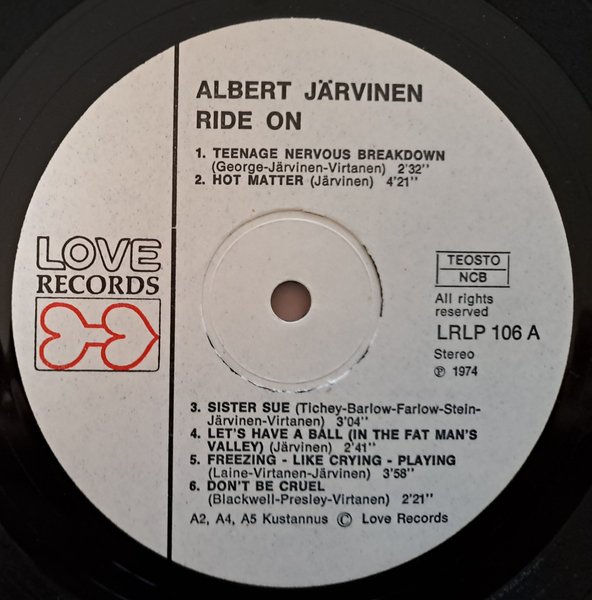 ALBERT JÄRVINEN
RIDE ON
1. TEENAGE NERVOUS BREAKDOWN
(George-Järvinen-Virtanen) 2'32''
2. HOT MATTER (Järvinen) 4'21''
LOVE
RECORDS
TEOSTO
NCB
All rights
reserved
LRLP 106 A
Stereo
℗ 1974
3. SISTER SUE (Tichey-Barlow-Farlow-Stein-
Järvinen-Virtanen) 3'04''
4. LET'S HAVE A BALL (IN THE FAT MAN'S
VALLEY) (Järvinen) 2'41''
5. FREEZING - LIKE CRYING - PLAYING
(Laine-Virtanen-Järvinen) 3'58''
6. DON'T BE CRUEL
(Blackwell-Presley-Virtanen) 2'21''
A2, A4, A5 Kustannus © Love Records